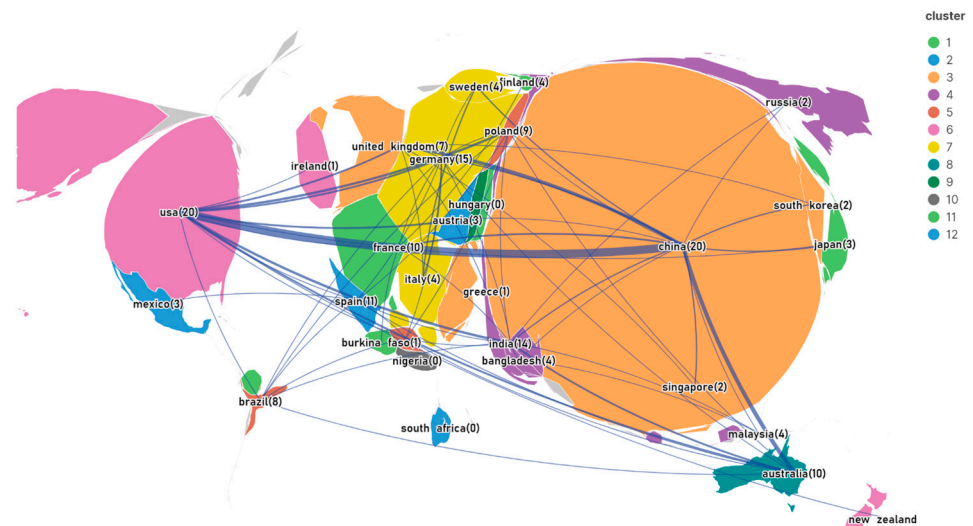 cluster
1
2
3
4
5
6
7
8
9
10
11
12
finland(4)
sweden(4)
russia(2)
poland(9)
united kingdom(7)
germany(15)
ireland(1)
hungary(0)
south korea(2)
usa(20)
austria(3)
france(10)
china(20)
japan(3)
italy(4)
greece(1)
mexico(3)
spain(11)
burkina faso(1)
india(14)
nigeria(0)
bangladesh(4)
singapore(2)
brazil(8)
south africa(0)
malaysia(4)
australia(10)
new zealand